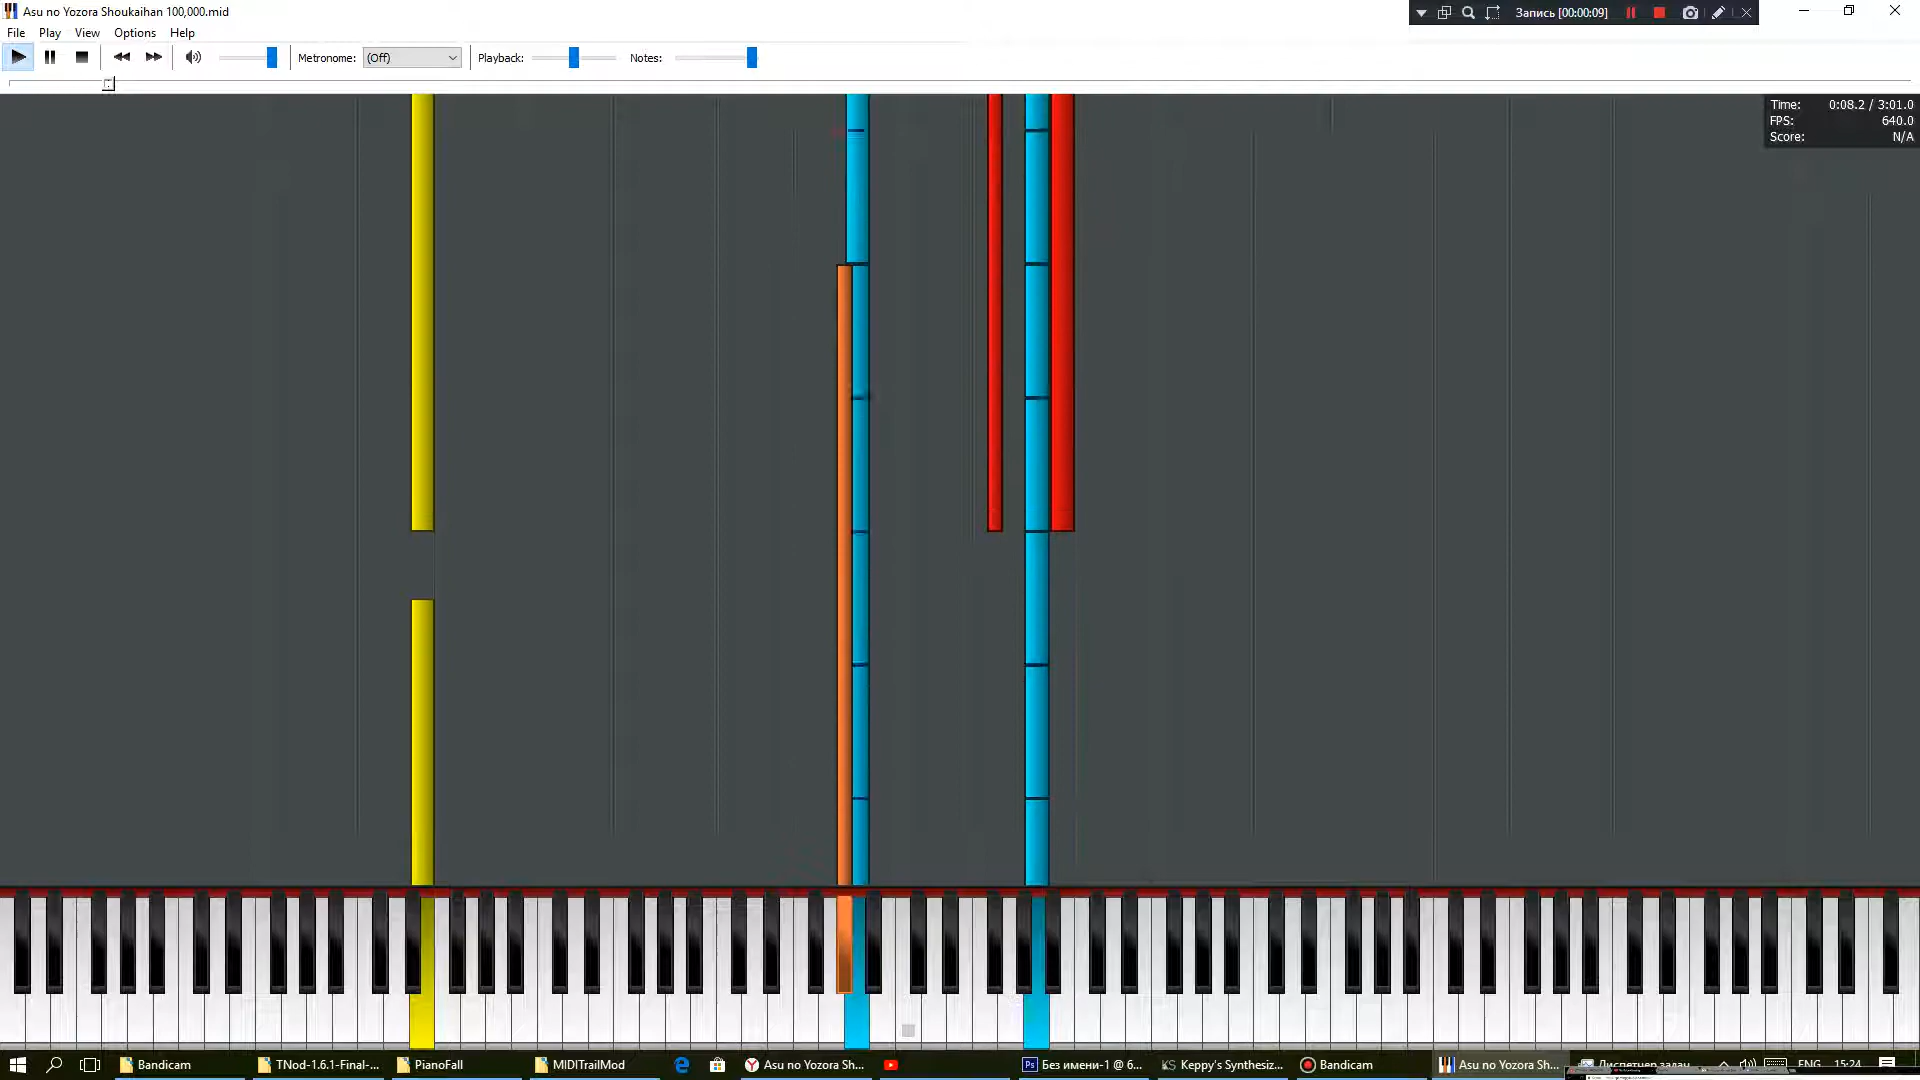 Asu no Yozora Shoukaihan 100,000.mid
Запись [00:00:09]
File Play View Options Help
Metronome: (Off) Playback: Notes:
Time: 0:08.2 / 3:01.0
FPS: 640.0
Score: N/A
Bandicam TNod-1.6.1-Final-... PianoFall MIDITrailMod Asu no Yozora Sh... Без имени-1 @ 6... Keppy's Synthesiz... Bandicam Asu no Yozora Sh... Диспетчер задач ENG 15:24